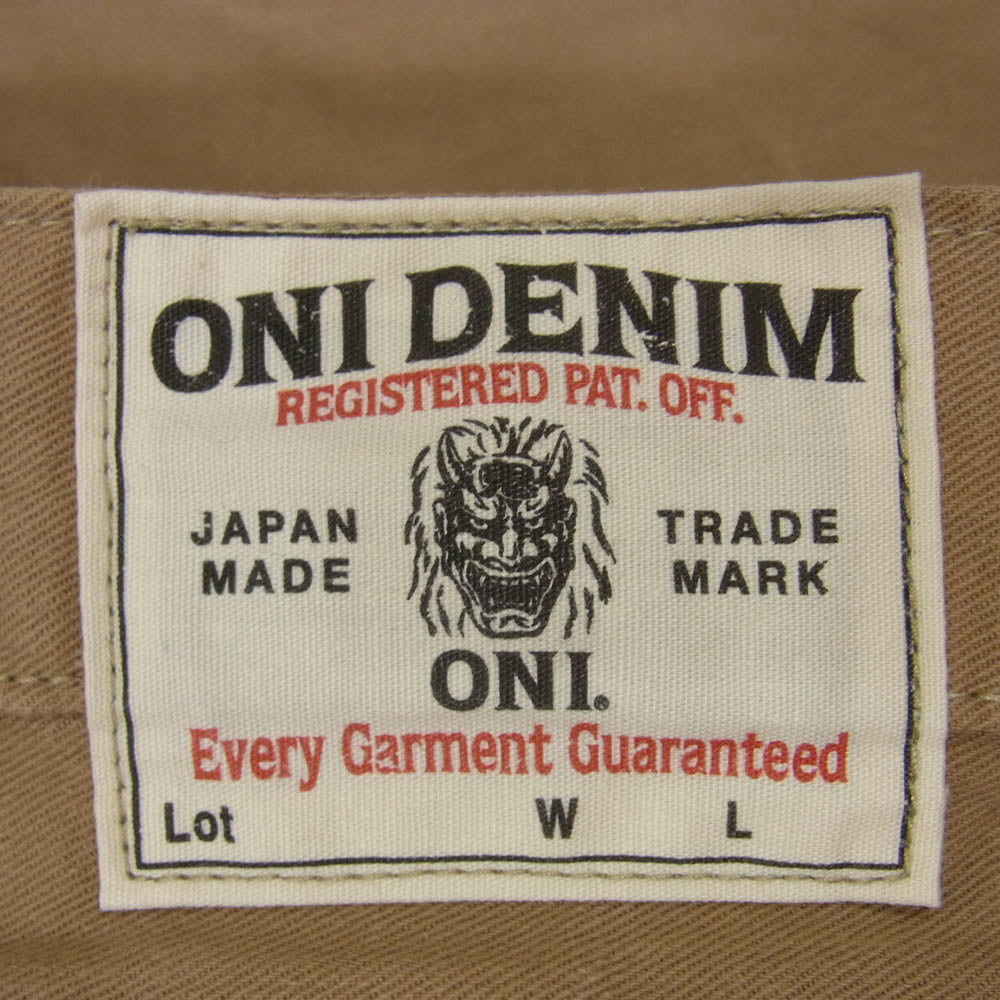 ONI DENIM
REGISTERED PAT. OFF.
JAPAN
MADE
TRADE
MARK
ONI.®
Every Garment Guaranteed
Lot W L